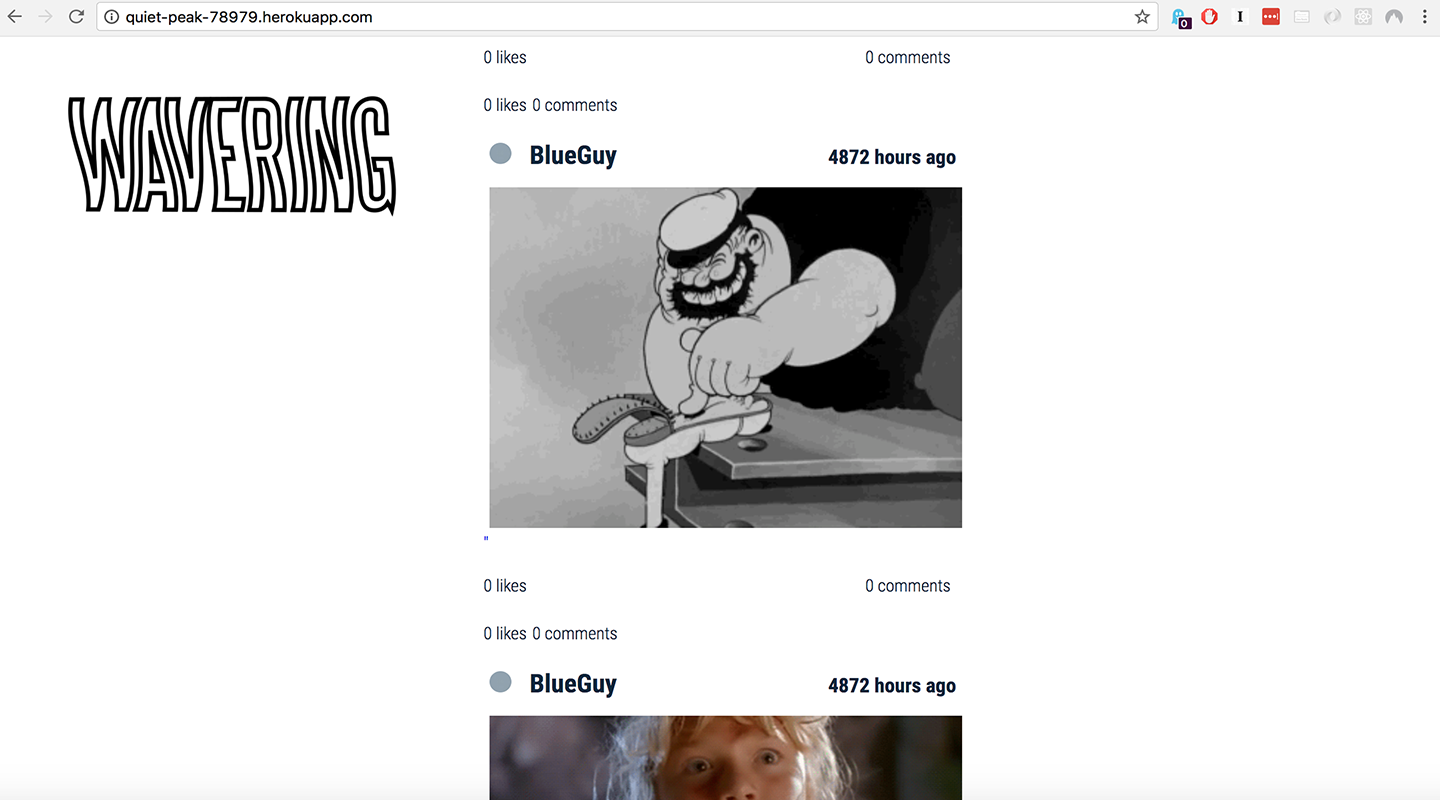 quiet-peak-78979.herokuapp.com
0
I
0 likes 0 comments
WAVERING
0 likes 0 comments
BlueGuy 4872 hours ago
"
0 likes 0 comments
0 likes 0 comments
BlueGuy 4872 hours ago